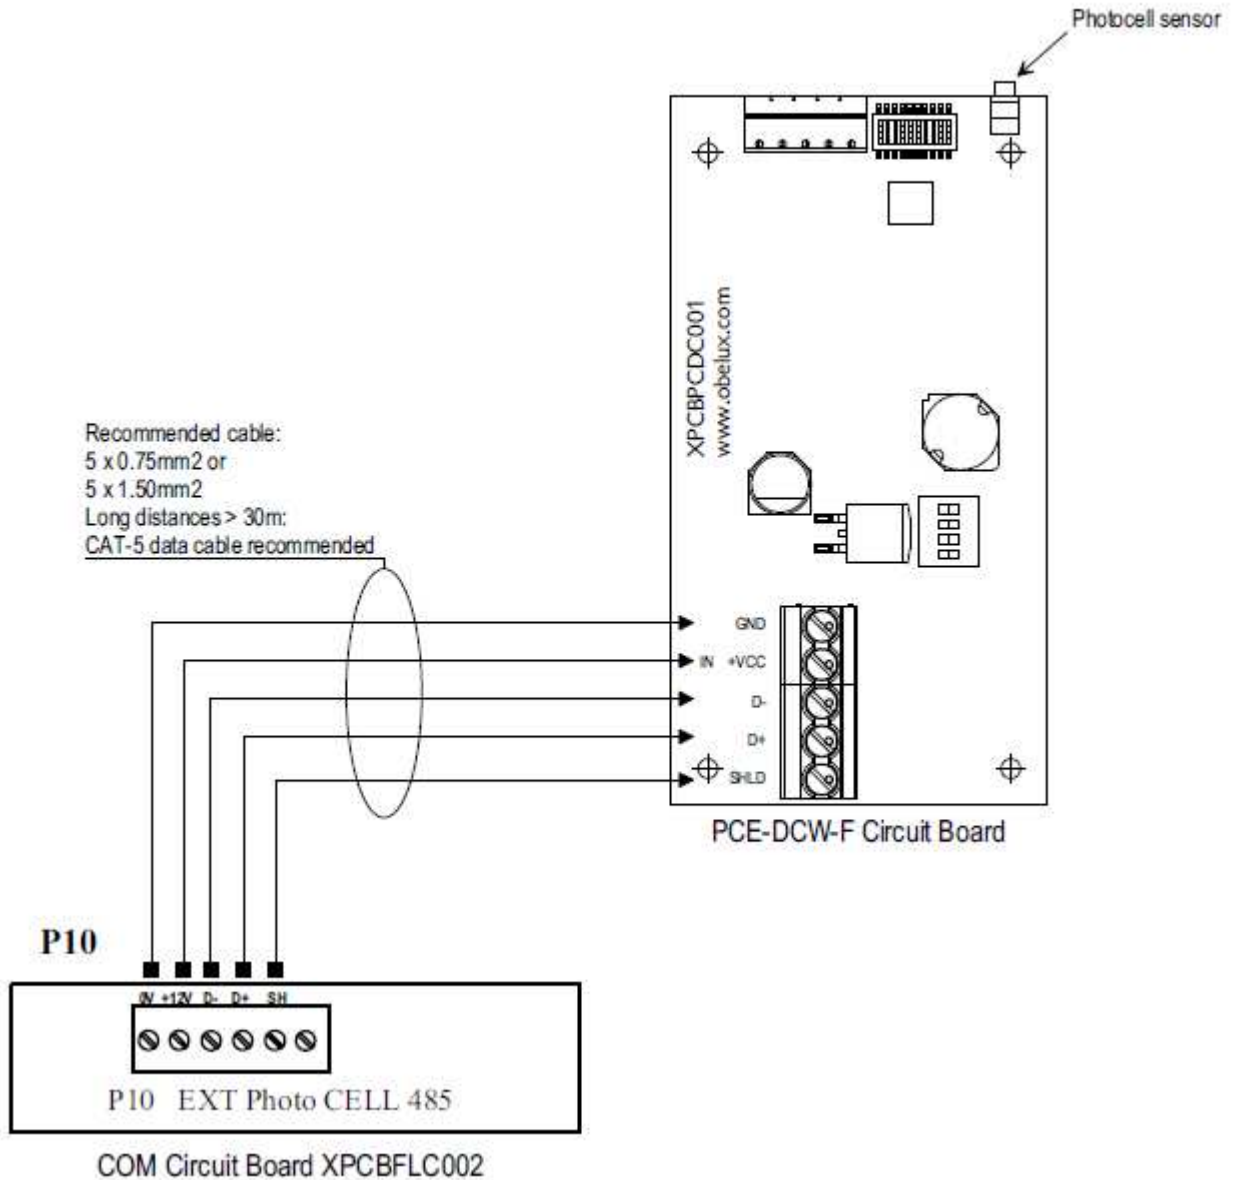 Photocell sensor
XPCBPCDC001
www.obelux.com
Recommended cable:
5 x 0.75mm2 or
5 x 1.50mm2
Long distances > 30m:
CAT-5 data cable recommended
GND
IN +VCC
D-
D+
SHLD
PCE-DCW-F Circuit Board
P10
0V +12V D- D+ SH
P10 EXT Photo CELL 485
COM Circuit Board XPCBFLC002